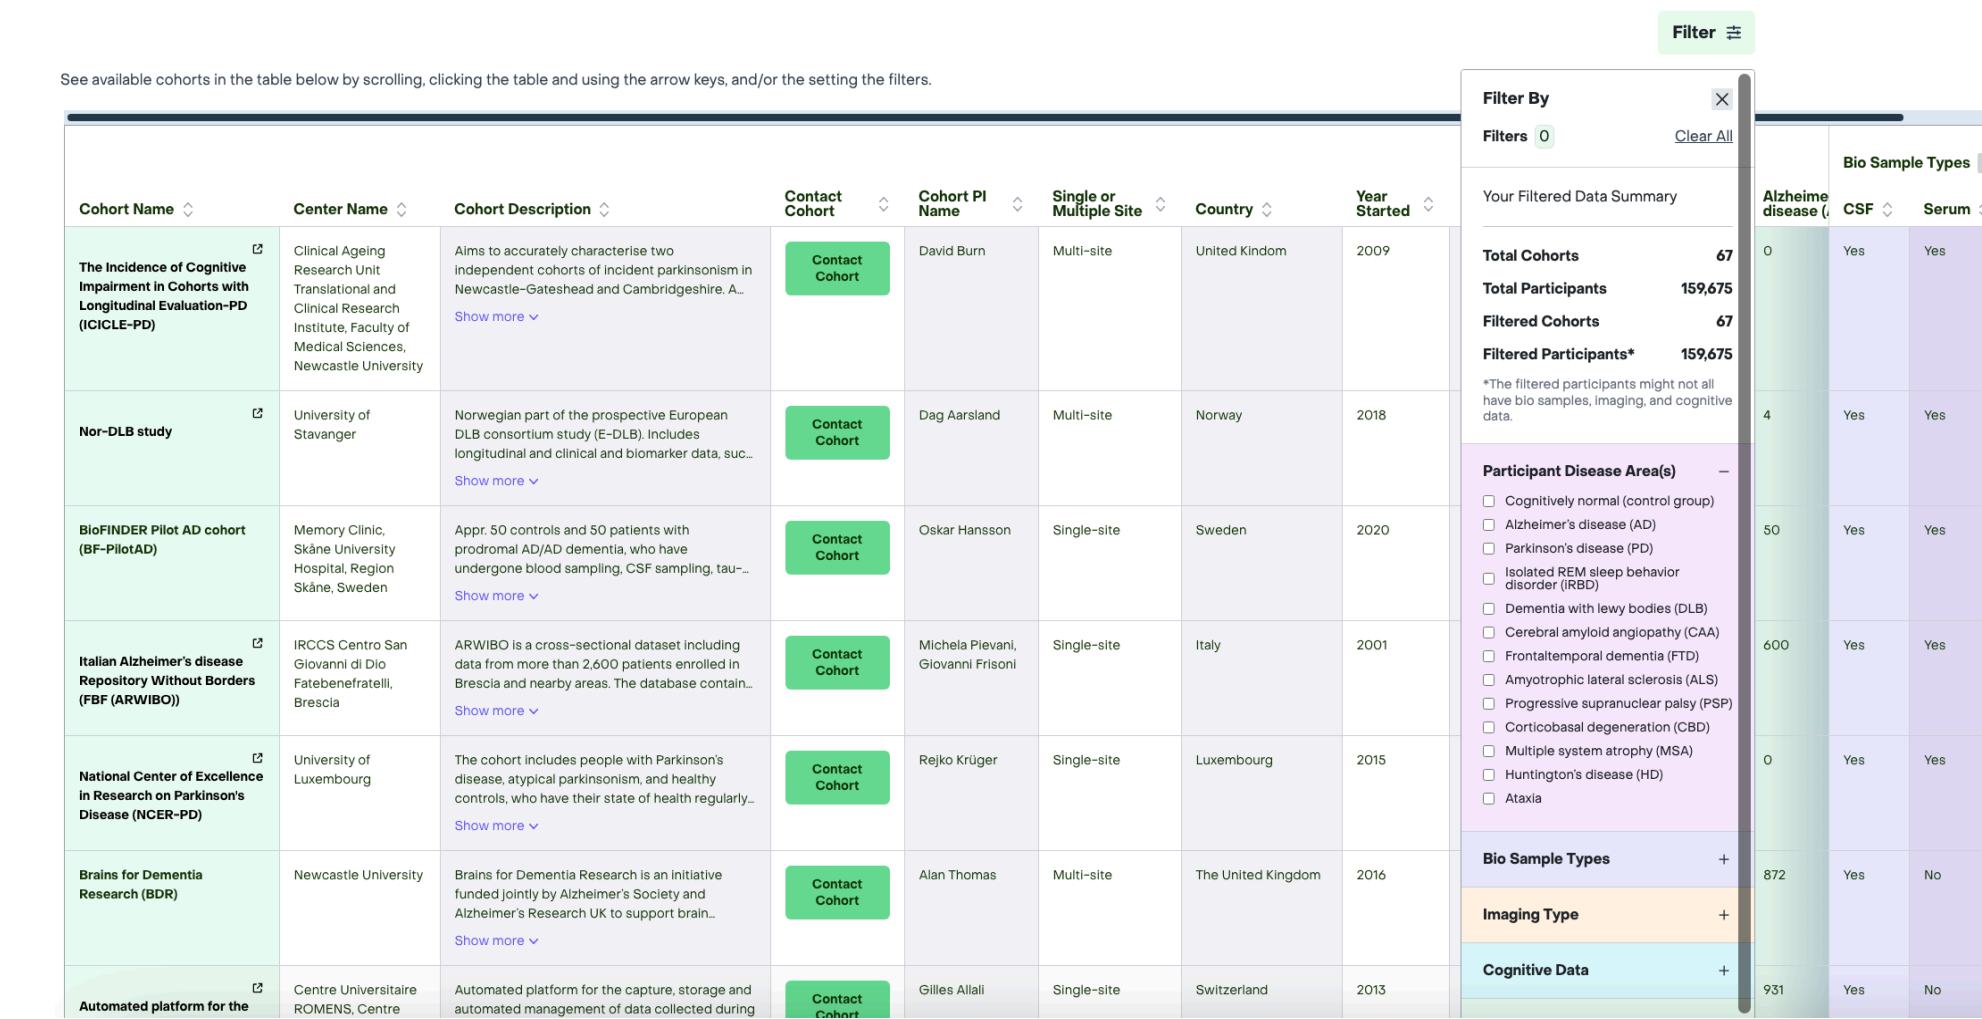 Filter
See available cohorts in the table below by scrolling, clicking the table and using the arrow keys, and/or the setting the filters.
Filter By
Filters 0 Clear All
Your Filtered Data Summary
Total Cohorts 67
Total Participants 159,675
Filtered Cohorts 67
Filtered Participants* 159,675
*The filtered participants might not all
have bio samples, imaging, and cognitive
data.
Participant Disease Area(s)
Cognitively normal (control group)
Alzheimer's disease (AD)
Parkinson's disease (PD)
Isolated REM sleep behavior
disorder (iRBD)
Dementia with lewy bodies (DLB)
Cerebral amyloid angiopathy (CAA)
Frontaltemporal dementia (FTD)
Amyotrophic lateral sclerosis (ALS)
Progressive supranuclear palsy (PSP)
Corticobasal degeneration (CBD)
Multiple system atrophy (MSA)
Huntington's disease (HD)
Ataxia
Bio Sample Types
Imaging Type
Cognitive Data
Bio Sample Types
Cohort Name
Center Name
Cohort Description
Contact
Cohort
Cohort PI
Name
Single or
Multiple Site
Country
Year
Started
Alzheime
disease (
CSF
Serum
The Incidence of Cognitive
Impairment in Cohorts with
Longitudinal Evaluation-PD
(ICICLE-PD)
Clinical Ageing
Research Unit
Translational and
Clinical Research
Institute, Faculty of
Medical Sciences,
Newcastle University
Aims to accurately characterise two
independent cohorts of incident parkinsonism in
Newcastle-Gateshead and Cambridgeshire. A...
Show more
Contact
Cohort
David Burn
Multi-site
United Kindom
2009
0
Yes
Yes
Nor-DLB study
University of
Stavanger
Norwegian part of the prospective European
DLB consortium study (E-DLB). Includes
longitudinal and clinical and biomarker data, suc...
Show more
Contact
Cohort
Dag Aarsland
Multi-site
Norway
2018
4
Yes
Yes
BioFINDER Pilot AD cohort
(BF-PilotAD)
Memory Clinic,
Skåne University
Hospital, Region
Skåne, Sweden
Appr. 50 controls and 50 patients with
prodromal AD/AD dementia, who have
undergone blood sampling, CSF sampling, tau-...
Show more
Contact
Cohort
Oskar Hansson
Single-site
Sweden
2020
50
Yes
Yes
Italian Alzheimer's disease
Repository Without Borders
(FBF (ARWIBO))
IRCCS Centro San
Giovanni di Dio
Fatebenefratelli,
Brescia
ARWIBO is a cross-sectional dataset including
data from more than 2,600 patients enrolled in
Brescia and nearby areas. The database contain...
Show more
Contact
Cohort
Michela Pievani,
Giovanni Frisoni
Single-site
Italy
2001
600
Yes
Yes
National Center of Excellence
in Research on Parkinson's
Disease (NCER-PD)
University of
Luxembourg
The cohort includes people with Parkinson's
disease, atypical parkinsonism, and healthy
controls, who have their state of health regularly...
Show more
Contact
Cohort
Rejko Krüger
Single-site
Luxembourg
2015
0
Yes
Yes
Brains for Dementia
Research (BDR)
Newcastle University
Brains for Dementia Research is an initiative
funded jointly by Alzheimer's Society and
Alzheimer's Research UK to support brain...
Show more
Contact
Cohort
Alan Thomas
Multi-site
The United Kingdom
2016
872
Yes
No
Automated platform for the
Centre Universitaire
ROMENS, Centre
Automated platform for the capture, storage and
automated management of data collected during
Contact
Cohort
Gilles Allali
Single-site
Switzerland
2013
931
Yes
No